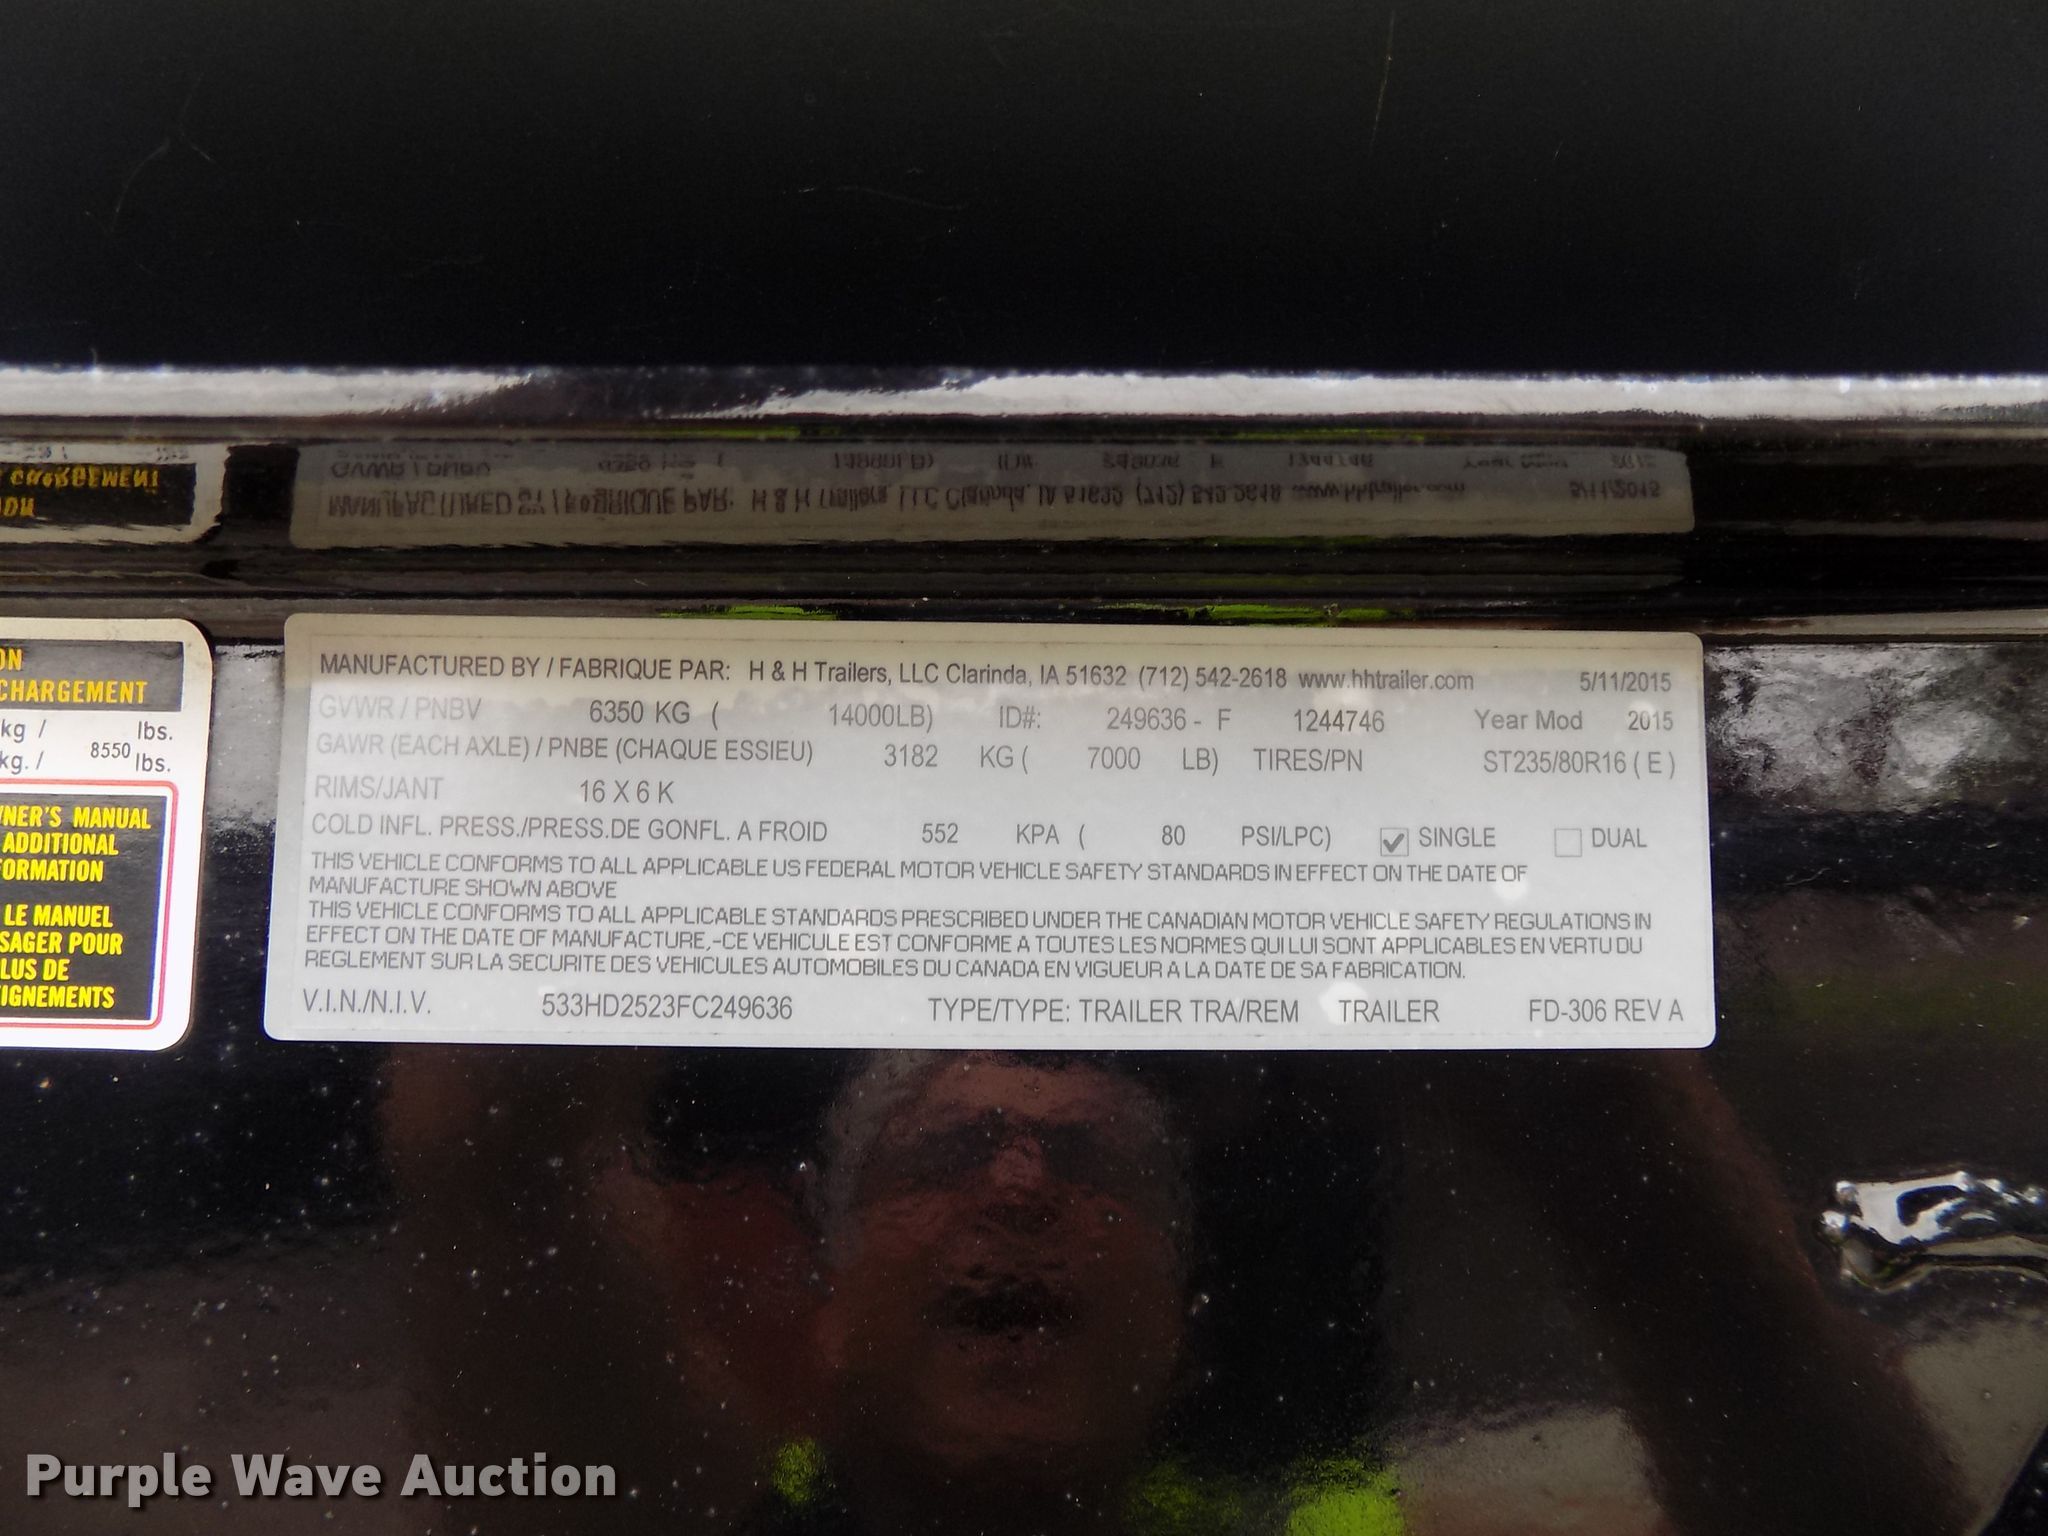 MANUFACTURED BY / FABRIQUE PAR: H & H Trailers, LLC Clarinda, IA 51632 (712) 542-2618 www.hhtrailer.com 5/11/2015
GVWR / PNBV 6350 KG ( 14000LB) ID#: 249636 - F 1244746 Year Mod 2015
GAWR (EACH AXLE) / PNBE (CHAQUE ESSIEU) 3182 KG ( 7000 LB) TIRES/PN ST235/80R16 ( E )
RIMS/JANT 16 X 6 K
COLD INFL. PRESS./PRESS.DE GONFL. A FROID 552 KPA ( 80 PSI/LPC) SINGLE DUAL
THIS VEHICLE CONFORMS TO ALL APPLICABLE US FEDERAL MOTOR VEHICLE SAFETY STANDARDS IN EFFECT ON THE DATE OF
MANUFACTURE SHOWN ABOVE
THIS VEHICLE CONFORMS TO ALL APPLICABLE STANDARDS PRESCRIBED UNDER THE CANADIAN MOTOR VEHICLE SAFETY REGULATIONS IN
EFFECT ON THE DATE OF MANUFACTURE,-CE VEHICULE EST CONFORME A TOUTES LES NORMES QUI LUI SONT APPLICABLES EN VERTU DU
REGLEMENT SUR LA SECURITE DES VEHICULES AUTOMOBILES DU CANADA EN VIGUEUR A LA DATE DE SA FABRICATION.
V.I.N./N.I.V. 533HD2523FC249636 TYPE/TYPE: TRAILER TRA/REM TRAILER FD-306 REV A
CHARGEMENT
kg / lbs.
kg. / 8550 lbs.
MANUAL
ADDITIONAL
LE MANUEL
POUR
DE
Purple Wave Auction